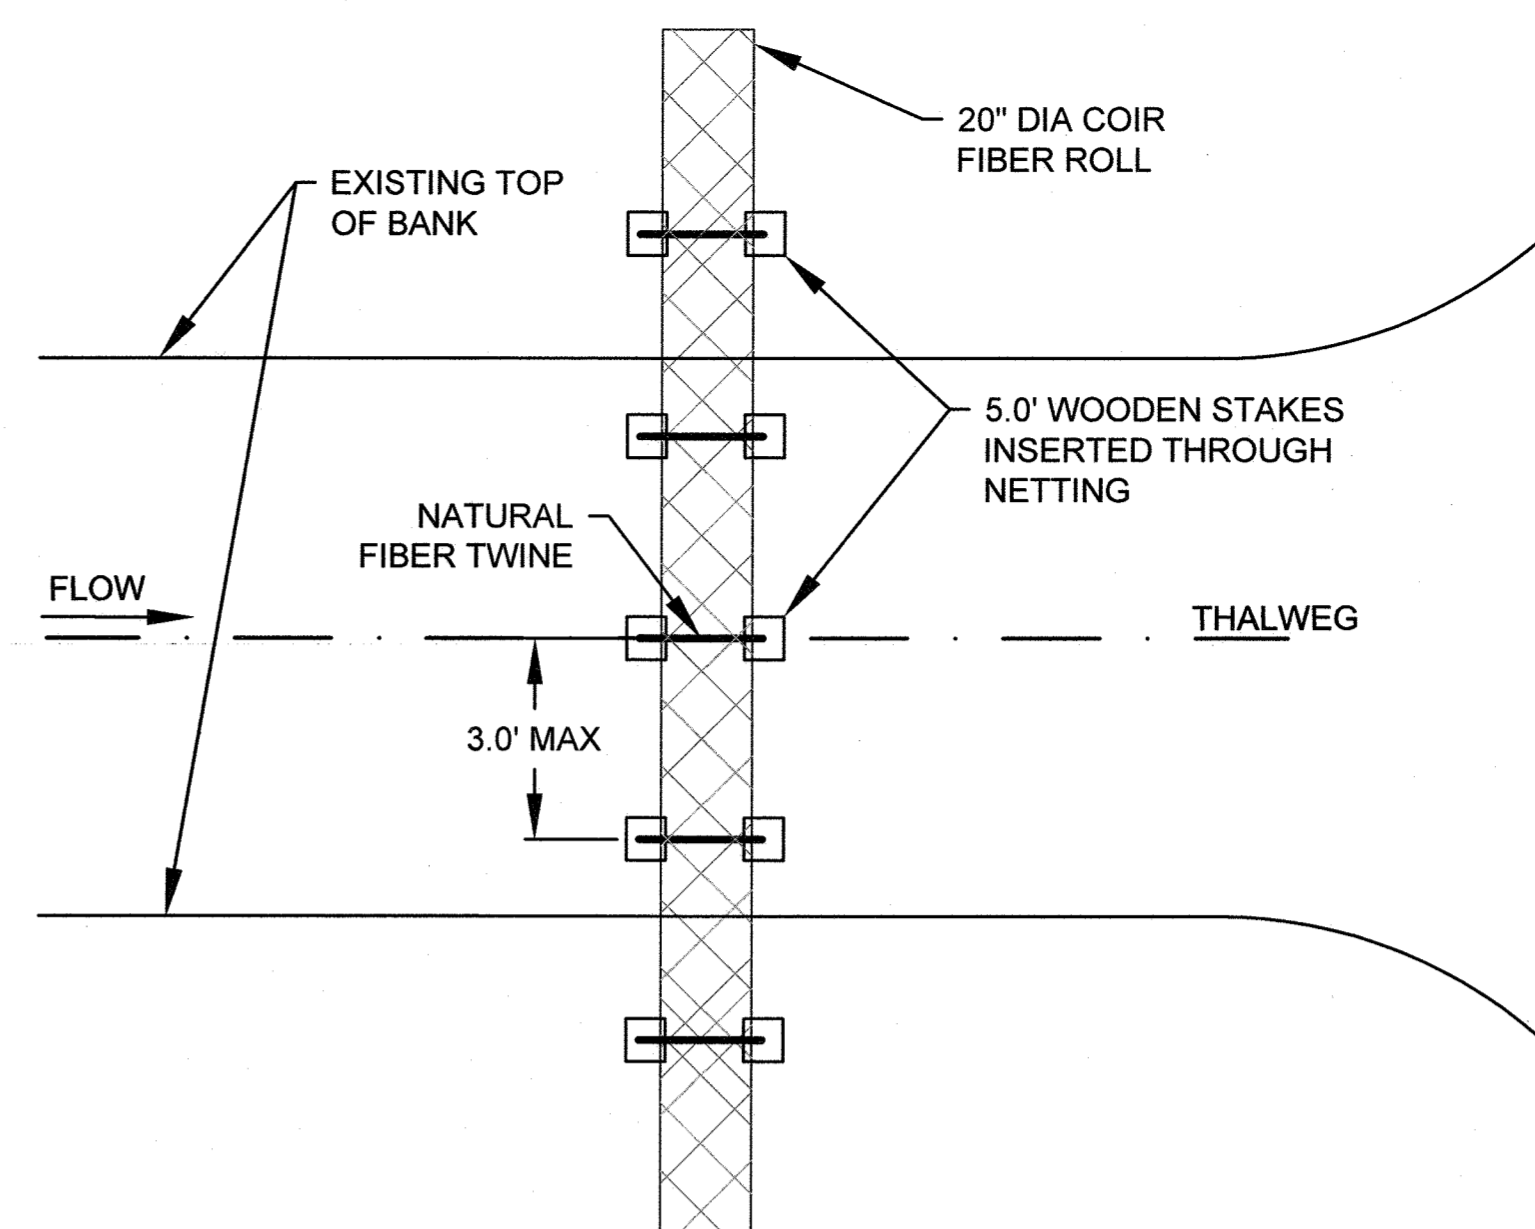 20" DIA COIR
FIBER ROLL
EXISTING TOP
OF BANK
5.0' WOODEN STAKES
INSERTED THROUGH
NETTING
NATURAL
FIBER TWINE
FLOW
THALWEG
3.0' MAX